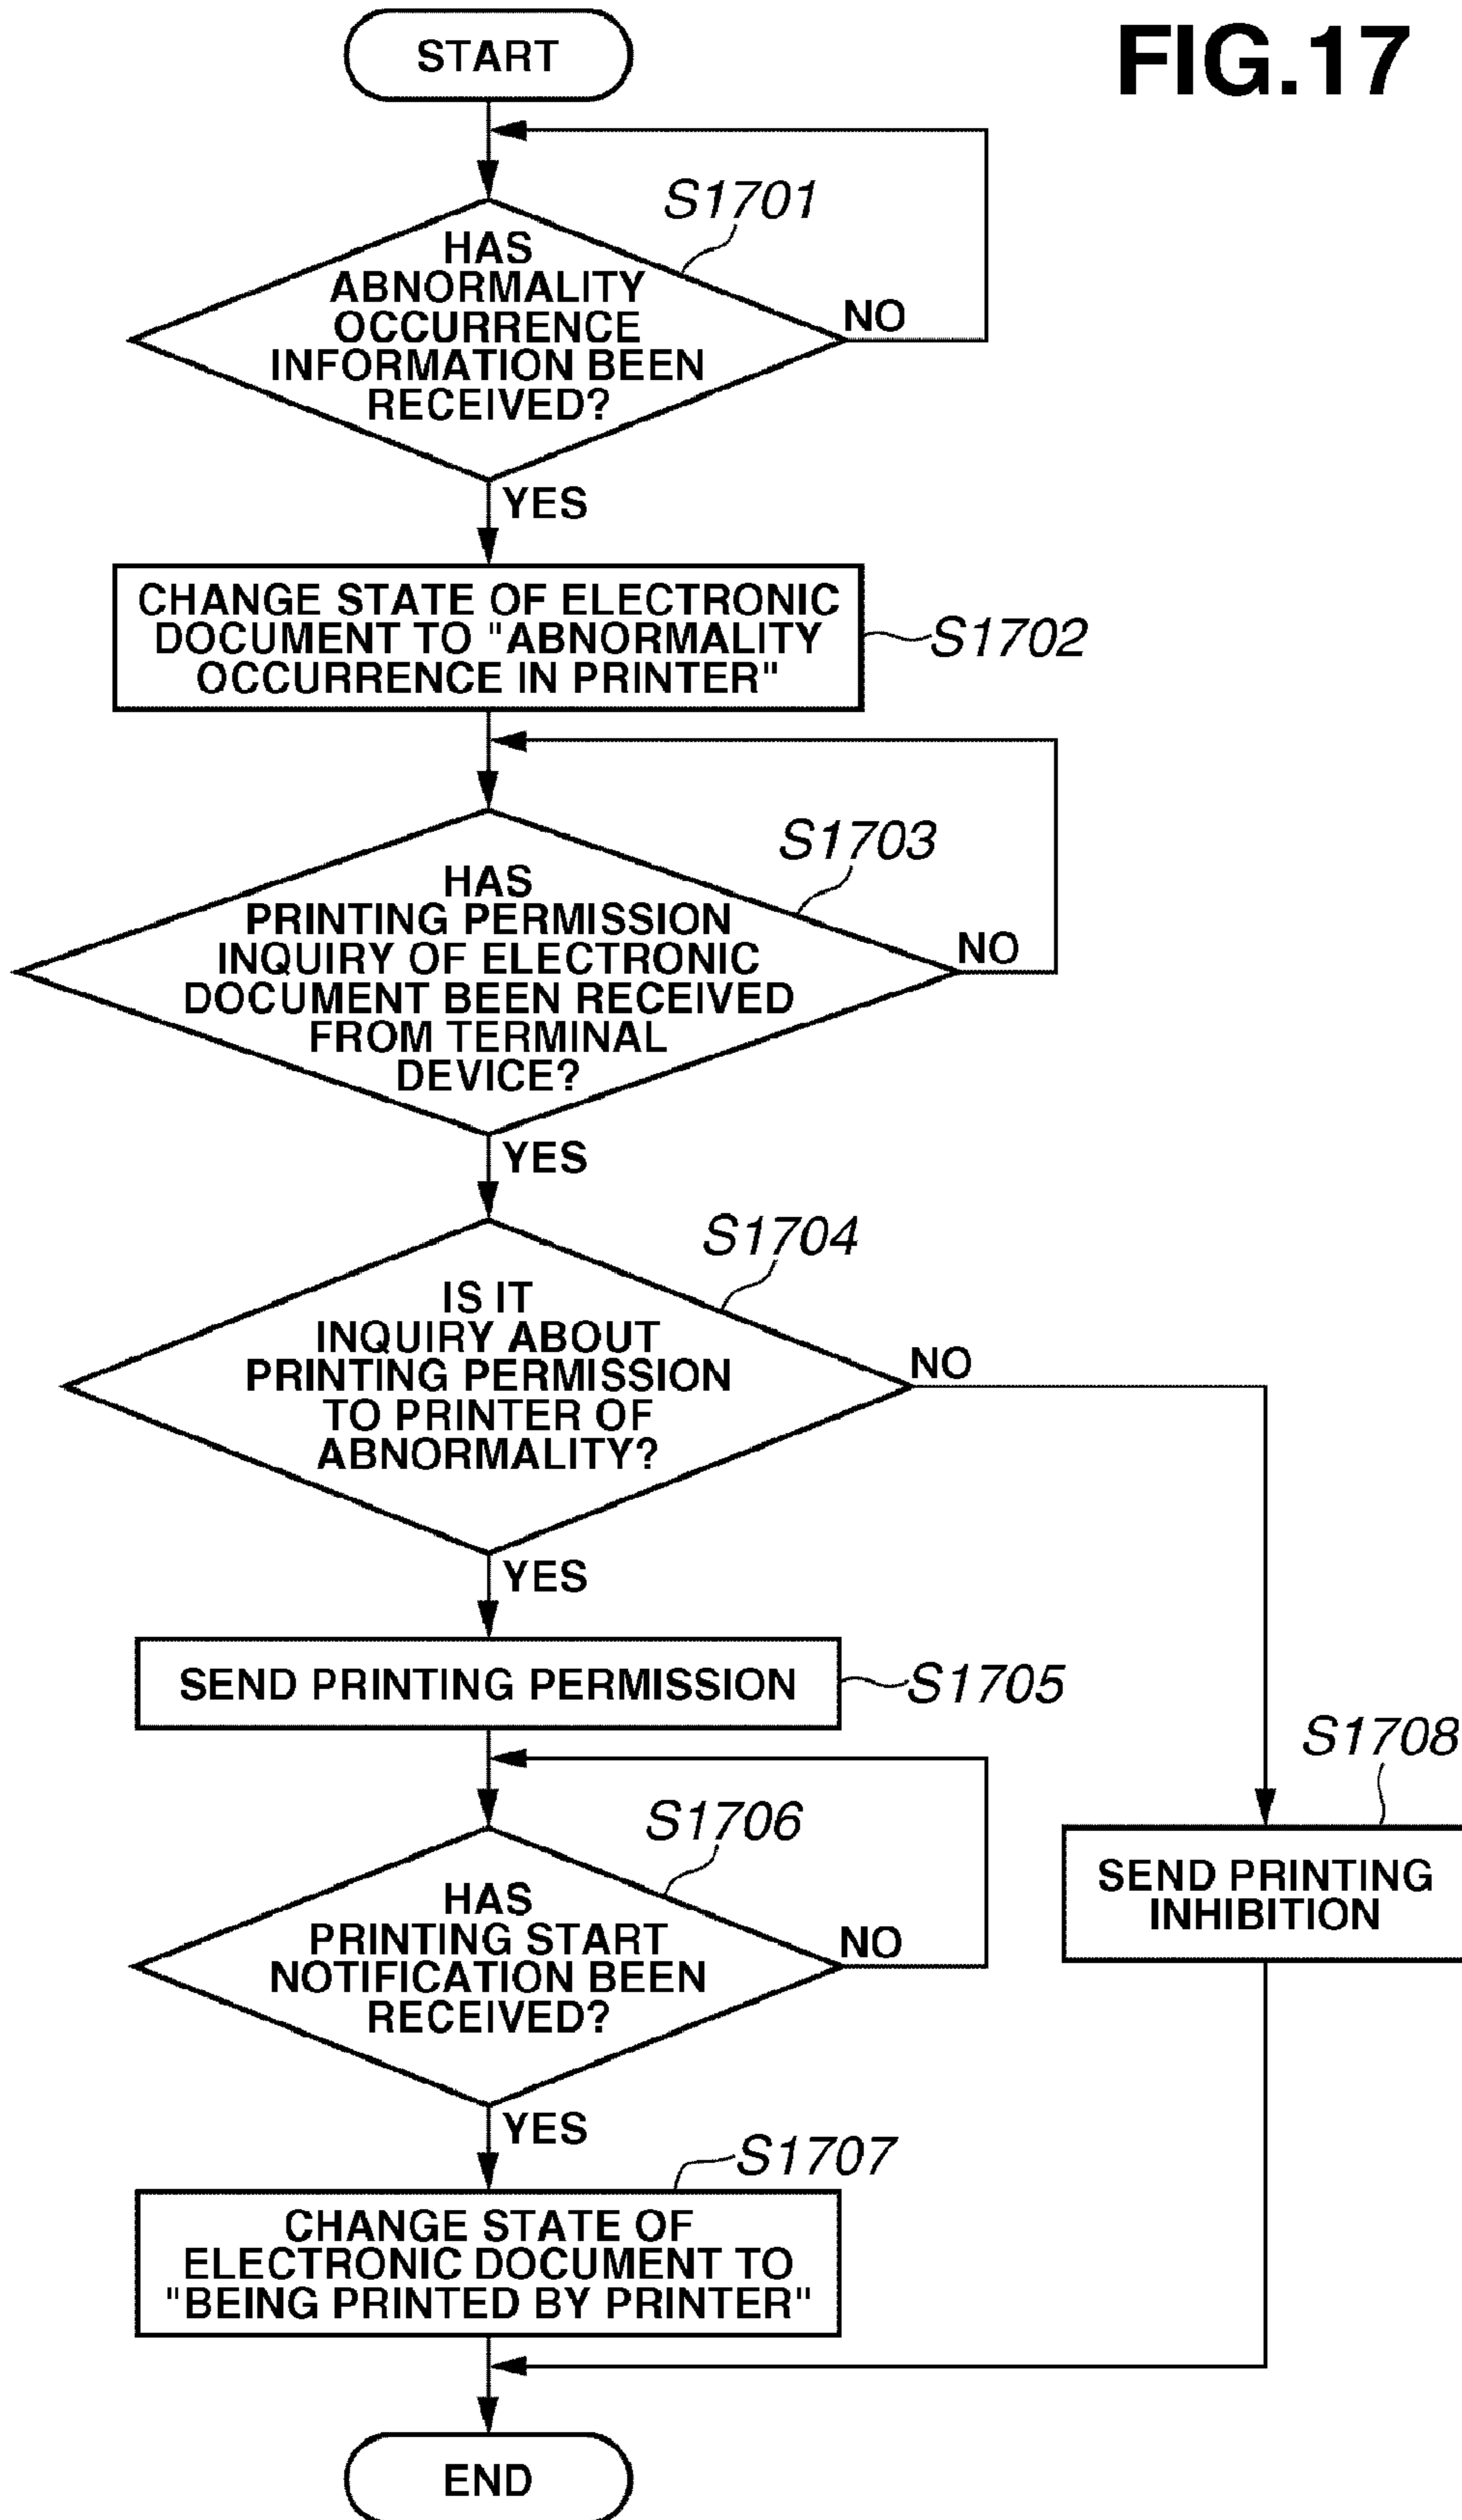 FIG.17
START
S1701
HAS
ABNORMALITY
OCCURRENCE
INFORMATION BEEN
RECEIVED?
NO
YES
CHANGE STATE OF ELECTRONIC
DOCUMENT TO "ABNORMALITY
OCCURRENCE IN PRINTER"
S1702
S1703
HAS
PRINTING PERMISSION
INQUIRY OF ELECTRONIC
DOCUMENT BEEN RECEIVED
FROM TERMINAL
DEVICE?
NO
YES
S1704
IS IT
INQUIRY ABOUT
PRINTING PERMISSION
TO PRINTER OF
ABNORMALITY?
NO
YES
SEND PRINTING PERMISSION
S1705
S1708
SEND PRINTING
INHIBITION
S1706
HAS
PRINTING START
NOTIFICATION BEEN
RECEIVED?
NO
YES
S1707
CHANGE STATE OF
ELECTRONIC DOCUMENT TO
"BEING PRINTED BY PRINTER"
END